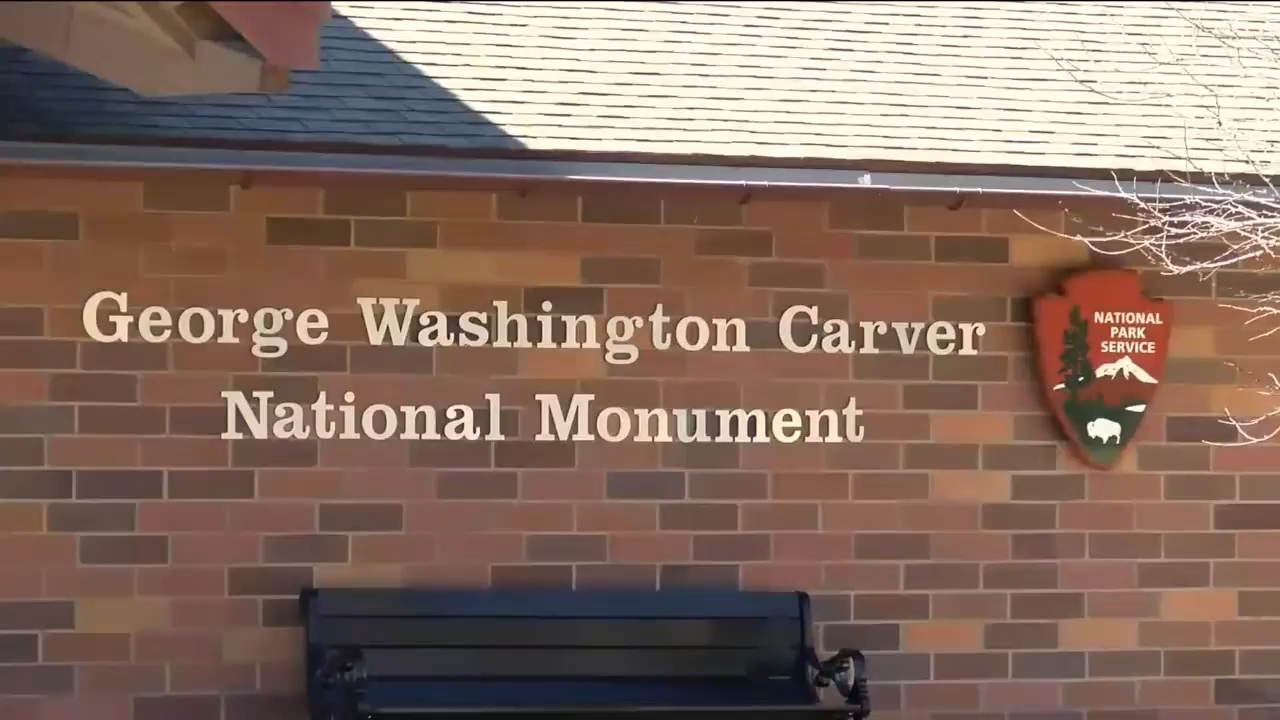 George Washington Carver
National Monument
NATIONAL
PARK
SERVICE